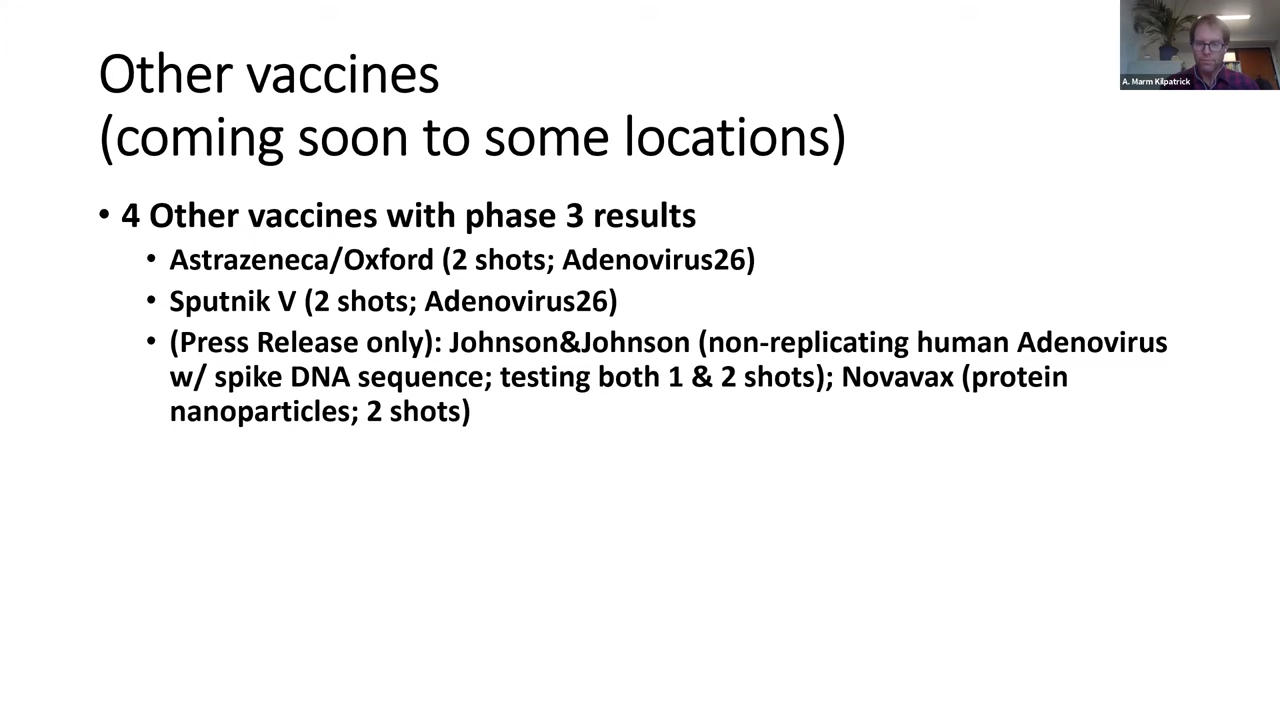 Other vaccines
(coming soon to some locations)
• 4 Other vaccines with phase 3 results
• Astrazeneca/Oxford (2 shots; Adenovirus26)
• Sputnik V (2 shots; Adenovirus26)
• (Press Release only): Johnson&Johnson (non-replicating human Adenovirus
w/ spike DNA sequence; testing both 1 & 2 shots); Novavax (protein
nanoparticles; 2 shots)
A. Marm Kilpatrick